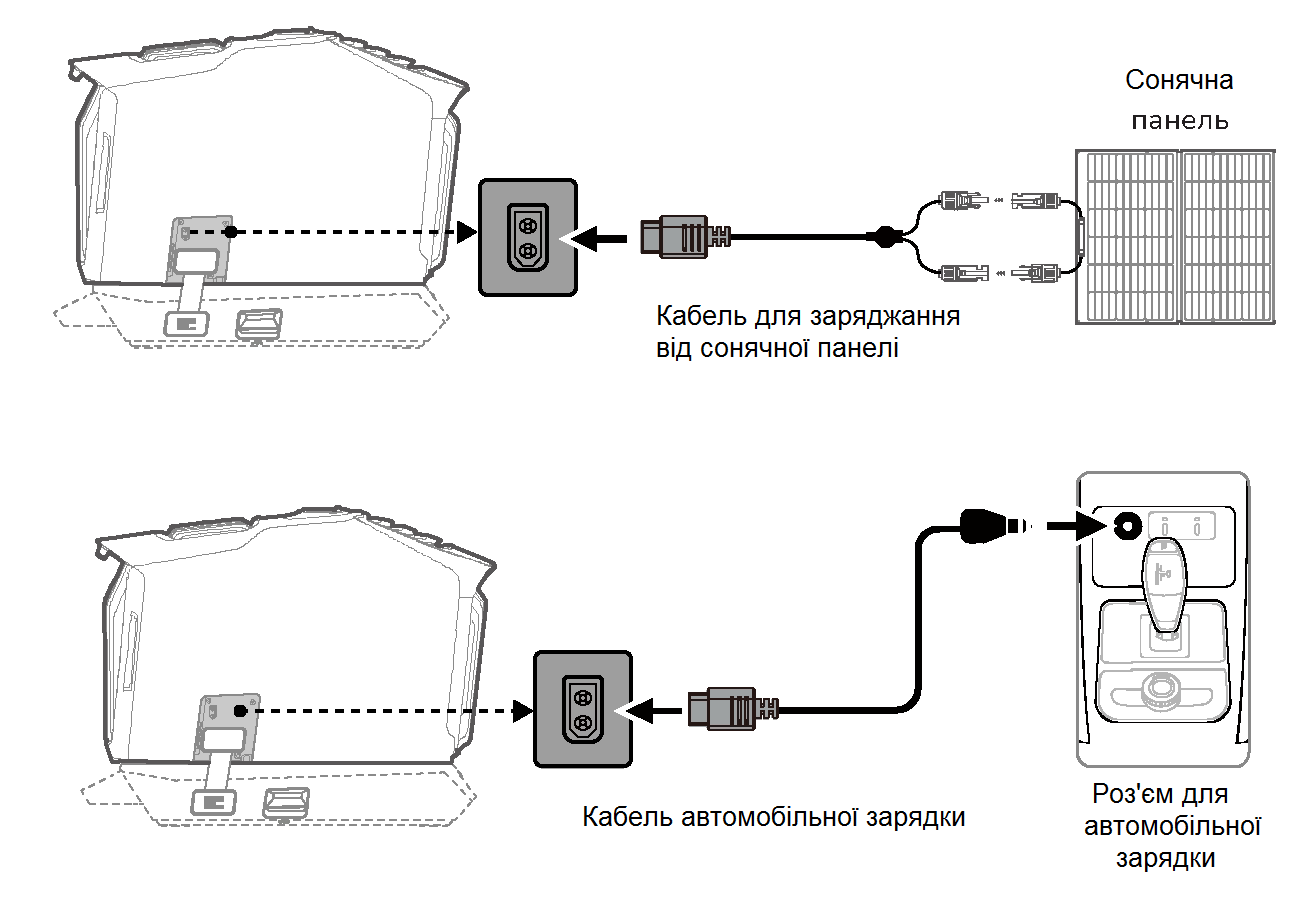 Сонячна
панель
Кабель для заряджання
від сонячної панелі
Кабель автомобільної зарядки
Роз'єм для
автомобільної
зарядки